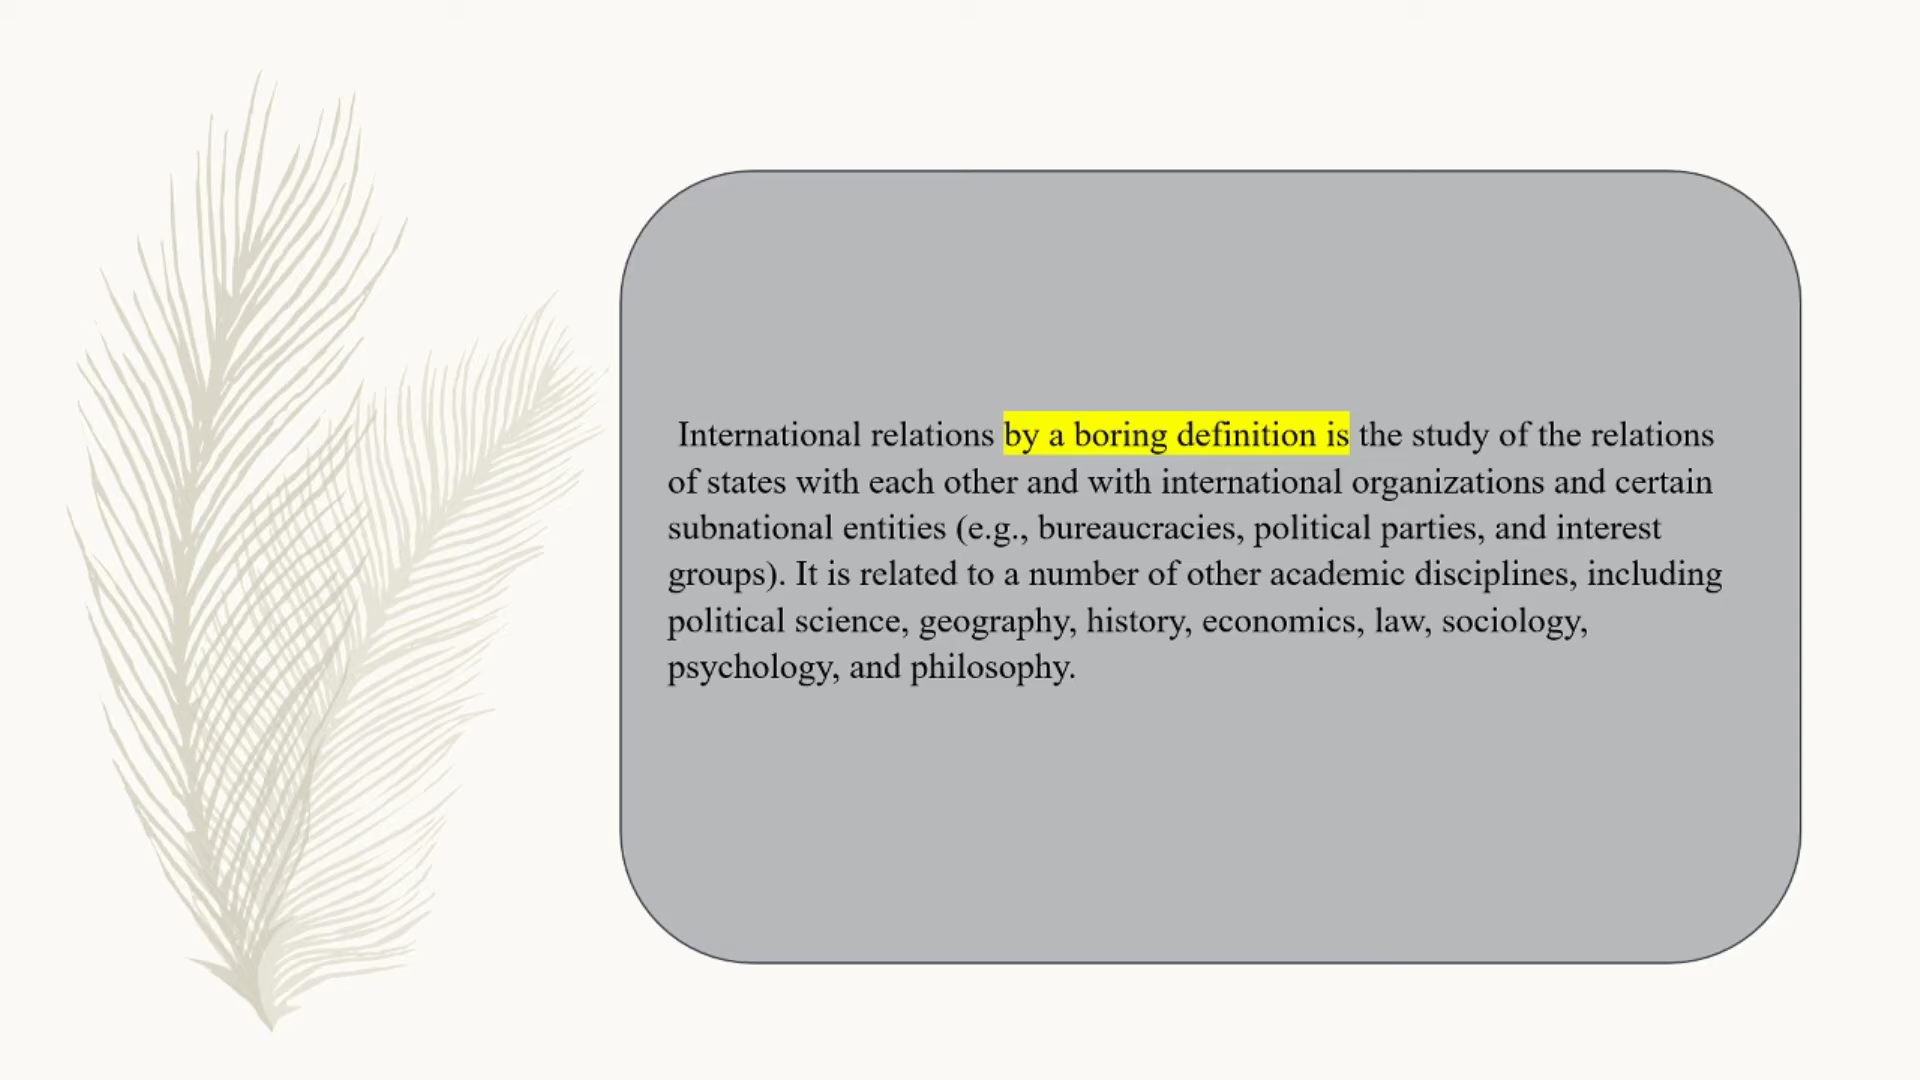 International relations by a boring definition is the study of the relations
of states with each other and with international organizations and certain
subnational entities (e.g., bureaucracies, political parties, and interest
groups). It is related to a number of other academic disciplines, including
political science, geography, history, economics, law, sociology,
psychology, and philosophy.